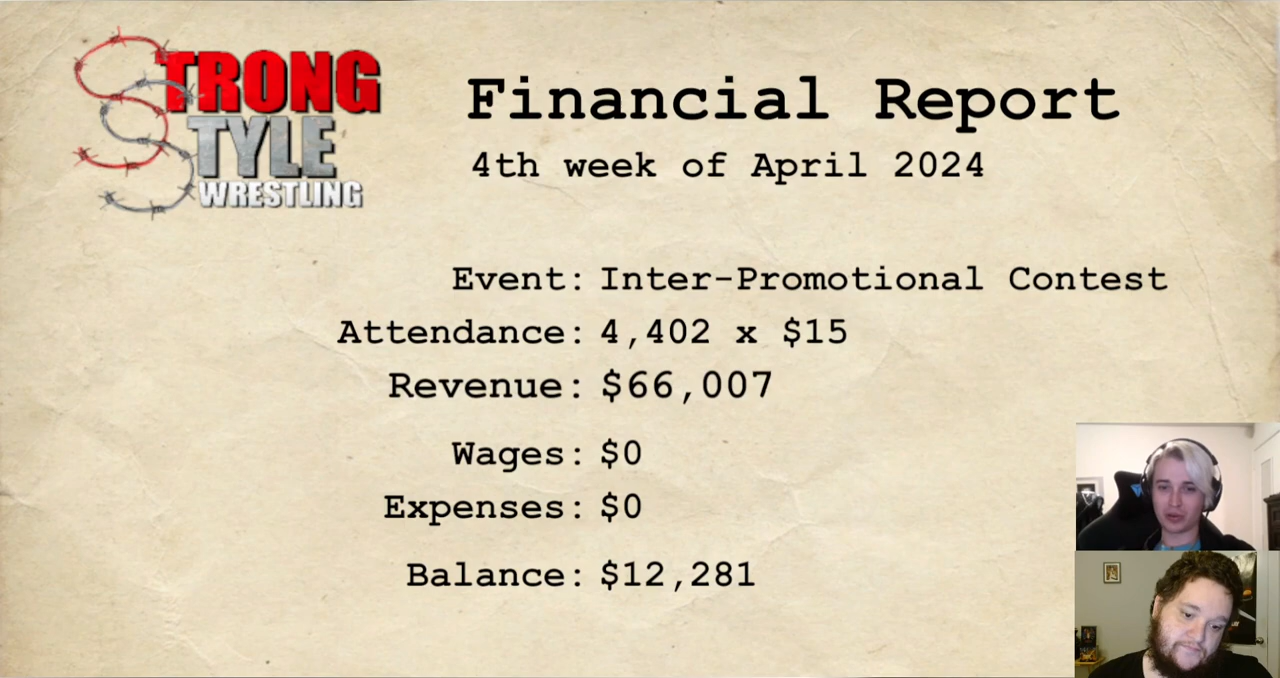 STRONG
STYLE
WRESTLING
Financial Report
4th week of April 2024
Event: Inter-Promotional Contest
Attendance: 4,402 x $15
Revenue: $66,007
Wages: $0
Expenses: $0
Balance: $12,281